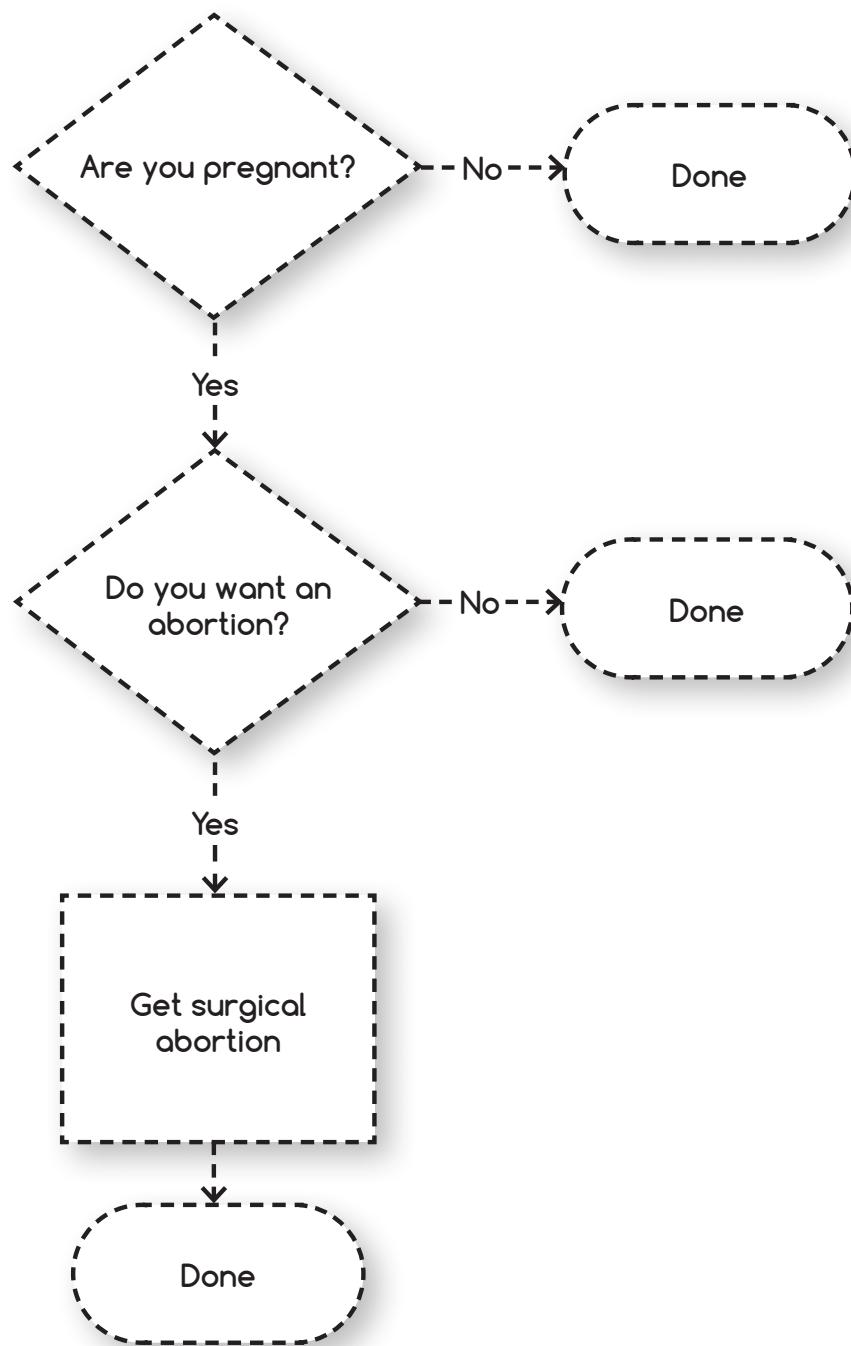 Are you pregnant?
No
Done
Yes
Do you want an
abortion?
No
Done
Yes
Get surgical
abortion
Done